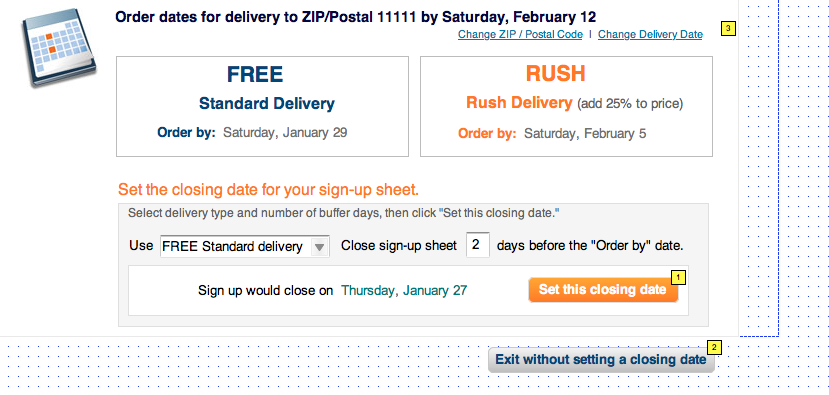 Order dates for delivery to ZIP/Postal 11111 by Saturday, February 12
3
Change ZIP / Postal Code | Change Delivery Date
FREE
Standard Delivery
Order by: Saturday, January 29
RUSH
Rush Delivery (add 25% to price)
Order by: Saturday, February 5
Set the closing date for your sign-up sheet.
Select delivery type and number of buffer days, then click "Set this closing date."
Use FREE Standard delivery Close sign-up sheet 2 days before the "Order by" date.
1
Sign up would close on Thursday, January 27 Set this closing date
2
Exit without setting a closing date